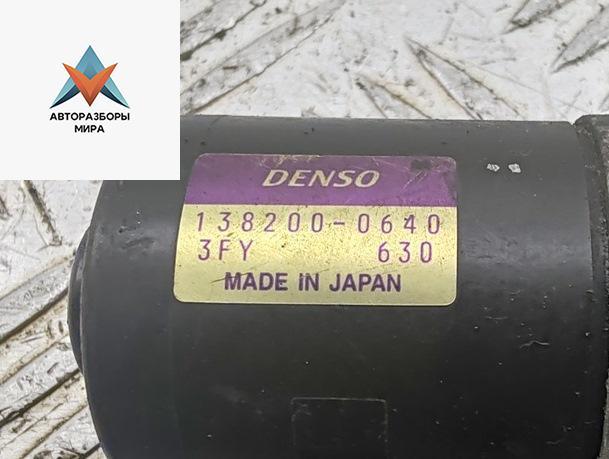 АВТОРАЗБОРЫ
МИРА
DENSO
138200-0640
3FY 630
MADE IN JAPAN